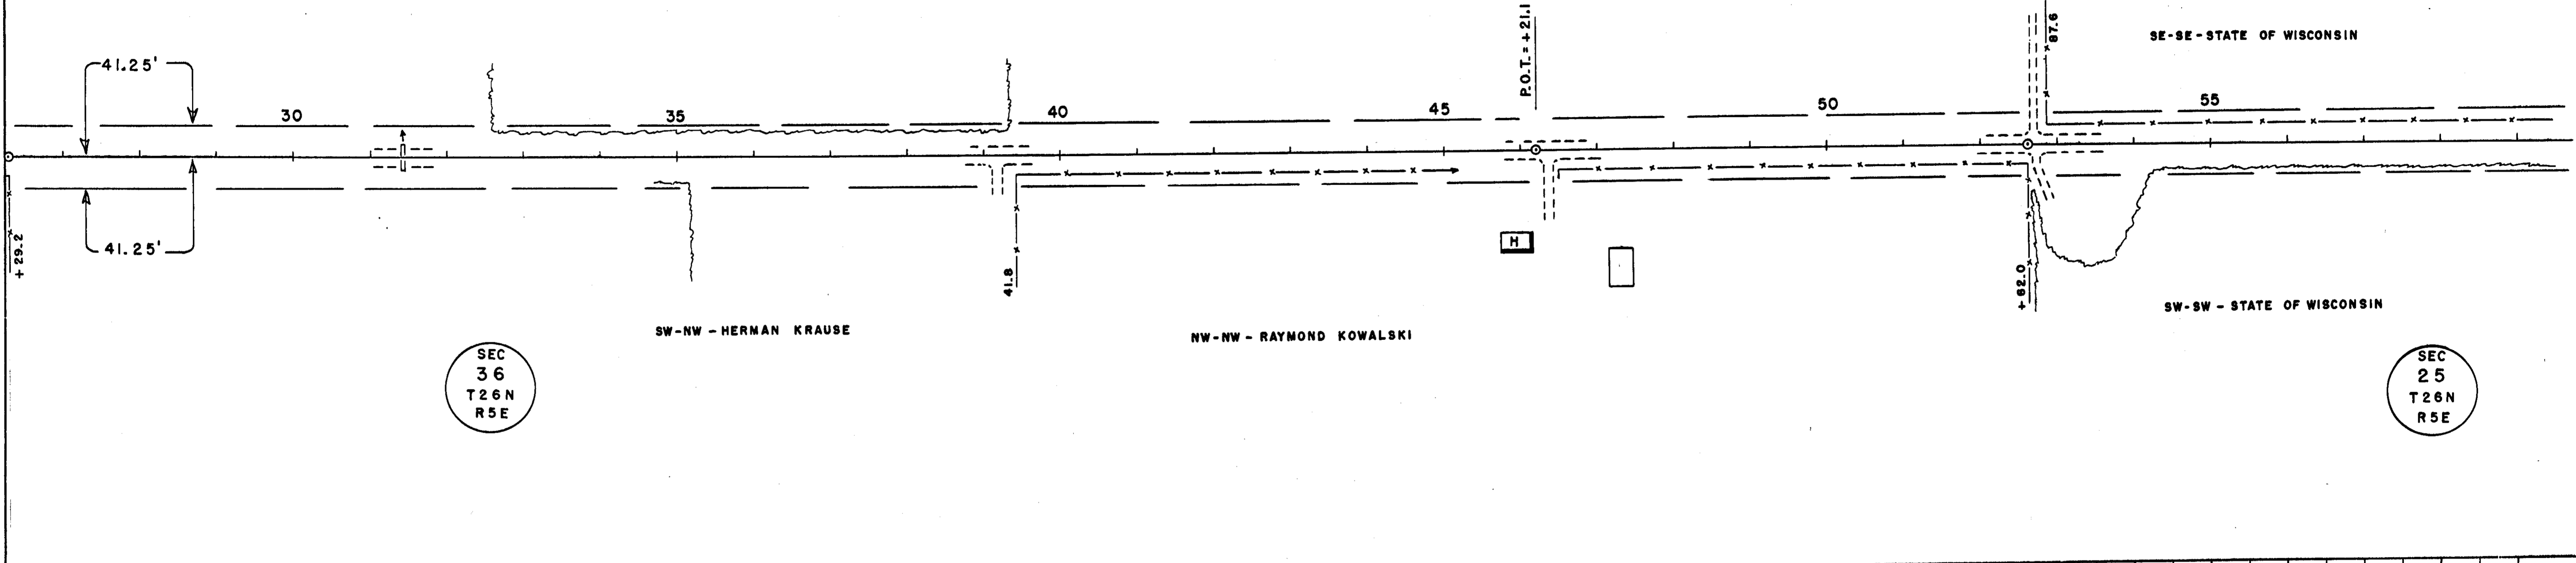 P.O.T. = +21.1
87.6
SE-SE-STATE OF WISCONSIN
41.25'
30
35
40
45
50
55
41.25'
+ 29.2
41.8
H
+ 62.0
SW-NW - HERMAN KRAUSE
NW-NW - RAYMOND KOWALSKI
SW-SW - STATE OF WISCONSIN
SEC
36
T26N
R5E
SEC
25
T26N
R5E